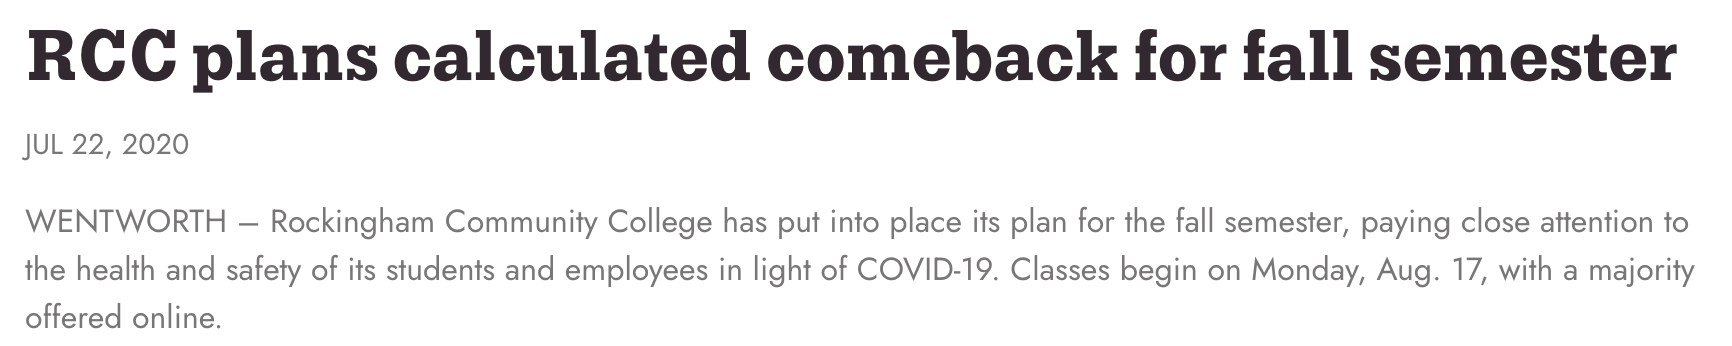 RCC plans calculated comeback for fall semester
JUL 22, 2020
WENTWORTH – Rockingham Community College has put into place its plan for the fall semester, paying close attention to
the health and safety of its students and employees in light of COVID-19. Classes begin on Monday, Aug. 17, with a majority
offered online.